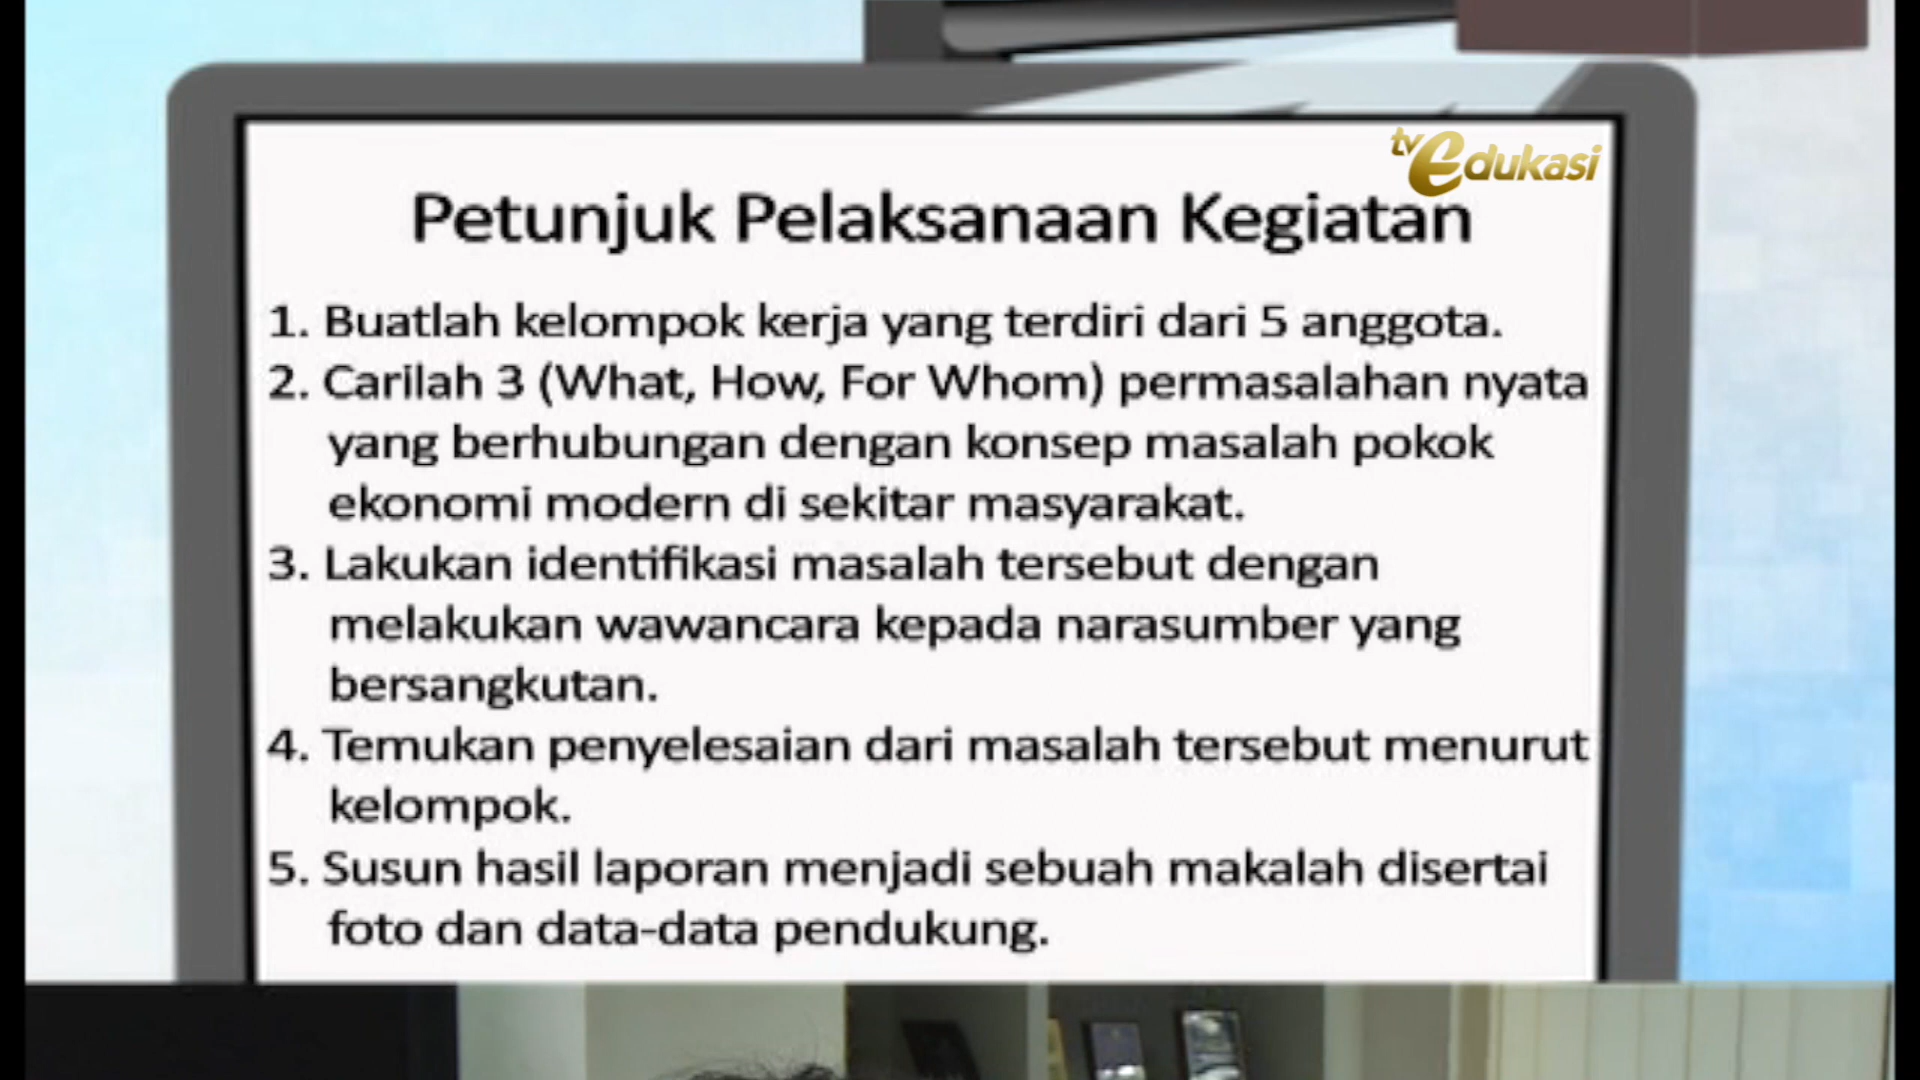 tv Edukasi
Petunjuk Pelaksanaan Kegiatan
1. Buatlah kelompok kerja yang terdiri dari 5 anggota.
2. Carilah 3 (What, How, For Whom) permasalahan nyata
yang berhubungan dengan konsep masalah pokok
ekonomi modern di sekitar masyarakat.
3. Lakukan identifikasi masalah tersebut dengan
melakukan wawancara kepada narasumber yang
bersangkutan.
4. Temukan penyelesaian dari masalah tersebut menurut
kelompok.
5. Susun hasil laporan menjadi sebuah makalah disertai
foto dan data-data pendukung.